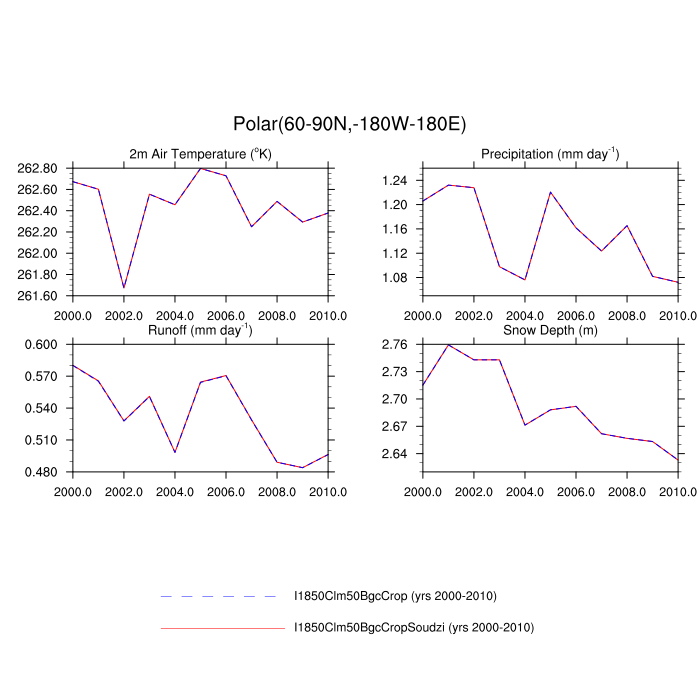 Polar(60-90N,-180W-180E)
2m Air Temperature (°K)
262.80
262.60
262.40
262.20
262.00
261.80
261.60
2000.0 2002.0 2004.0 2006.0 2008.0 2010.0
Precipitation (mm day⁻¹)
1.24
1.20
1.16
1.12
1.08
2000.0 2002.0 2004.0 2006.0 2008.0 2010.0
Runoff (mm day⁻¹)
0.600
0.570
0.540
0.510
0.480
2000.0 2002.0 2004.0 2006.0 2008.0 2010.0
Snow Depth (m)
2.76
2.73
2.70
2.67
2.64
2000.0 2002.0 2004.0 2006.0 2008.0 2010.0
I1850Clm50BgcCrop (yrs 2000-2010)
I1850Clm50BgcCropSoudzi (yrs 2000-2010)